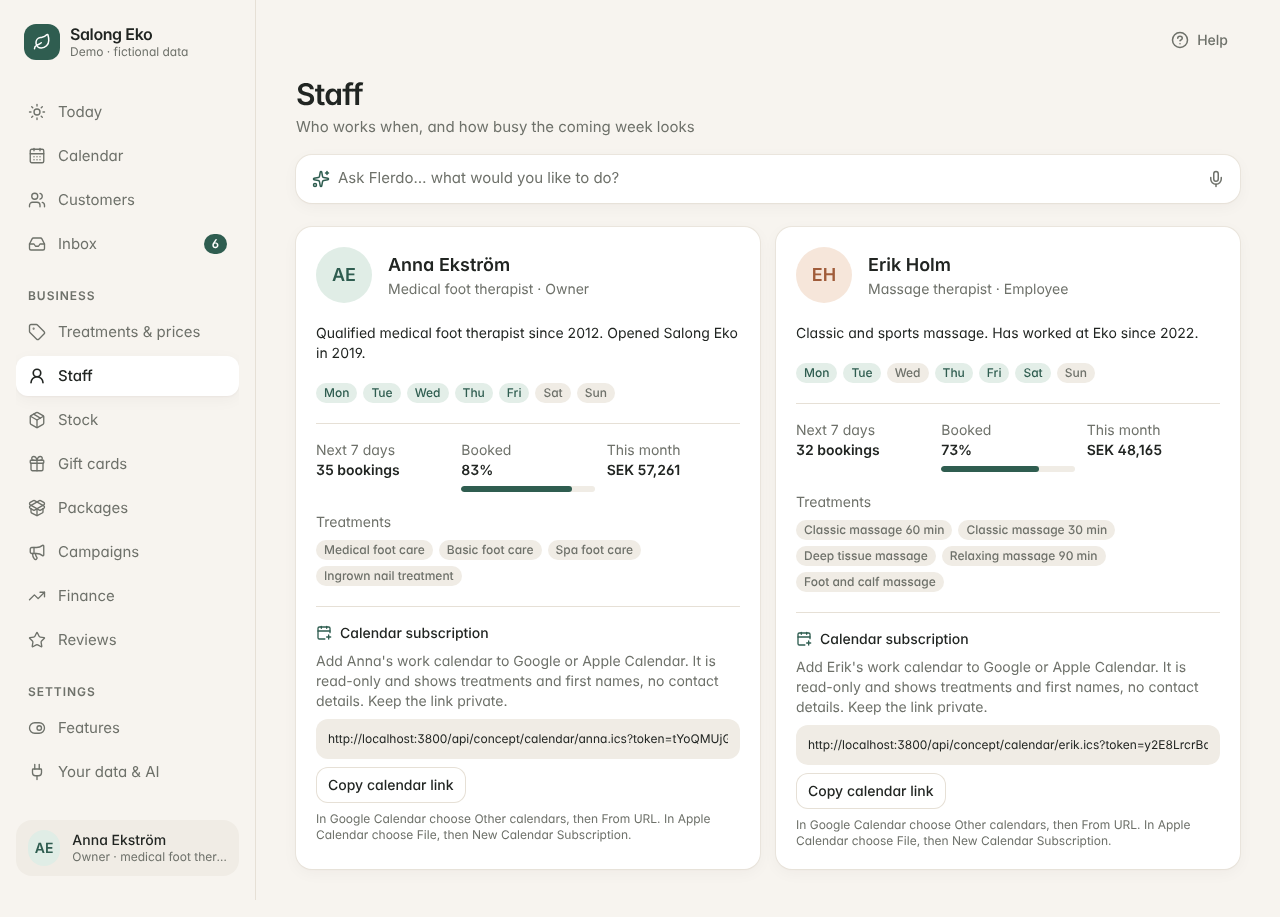 Salong Eko
Demo · fictional data
Today
Calendar
Customers
Inbox
6
BUSINESS
Treatments & prices
Staff
Stock
Gift cards
Packages
Campaigns
Finance
Reviews
SETTINGS
Features
Your data & AI
AE
Anna Ekström
Owner · medical foot ther...
Help
Staff
Who works when, and how busy the coming week looks
Ask Flerdo... what would you like to do?
AE
Anna Ekström
Medical foot therapist · Owner
Qualified medical foot therapist since 2012. Opened Salong Eko
in 2019.
Mon Tue Wed Thu Fri Sat Sun
Next 7 days Booked This month
35 bookings 83% SEK 57,261
Treatments
Medical foot care Basic foot care Spa foot care
Ingrown nail treatment
Calendar subscription
Add Anna's work calendar to Google or Apple Calendar. It is
read-only and shows treatments and first names, no contact
details. Keep the link private.
http://localhost:3800/api/concept/calendar/anna.ics?token=tYoQMUj
Copy calendar link
In Google Calendar choose Other calendars, then From URL. In Apple
Calendar choose File, then New Calendar Subscription.
EH
Erik Holm
Massage therapist · Employee
Classic and sports massage. Has worked at Eko since 2022.
Mon Tue Wed Thu Fri Sat Sun
Next 7 days Booked This month
32 bookings 73% SEK 48,165
Treatments
Classic massage 60 min Classic massage 30 min
Deep tissue massage Relaxing massage 90 min
Foot and calf massage
Calendar subscription
Add Erik's work calendar to Google or Apple Calendar. It is
read-only and shows treatments and first names, no contact
details. Keep the link private.
http://localhost:3800/api/concept/calendar/erik.ics?token=y2E8LrcrB
Copy calendar link
In Google Calendar choose Other calendars, then From URL. In Apple
Calendar choose File, then New Calendar Subscription.